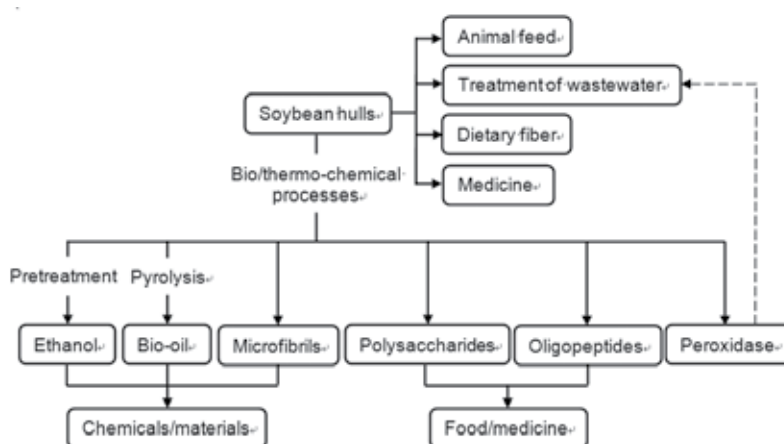 Animal feed
Treatment of wastewater
Soybean hulls
Dietary fiber
Bio/thermo-chemical
processes
Medicine
Pretreatment Pyrolysis
Ethanol Bio-oil Microfibrils Polysaccharides Oligopeptides Peroxidase
Chemicals/materials Food/medicine